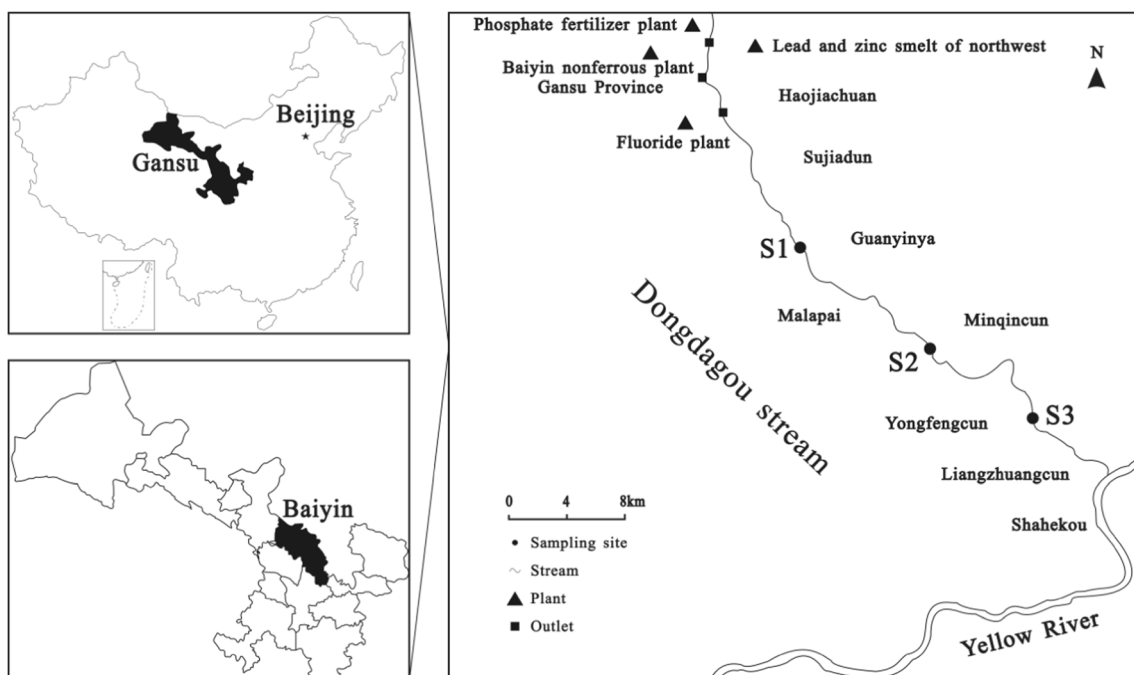 Beijing
Gansu
Baiyin
Phosphate fertilizer plant
Lead and zinc smelt of northwest
N
Baiyin nonferrous plant
Gansu Province
Haojiachuan
Fluoride plant
Sujiadun
Guanyinya
S1
Malapai
Minqincun
S2
Dongdagou stream
S3
Yongfengcun
Liangzhuangcun
Shahekou
0 4 8km
Sampling site
Stream
Plant
Outlet
Yellow River